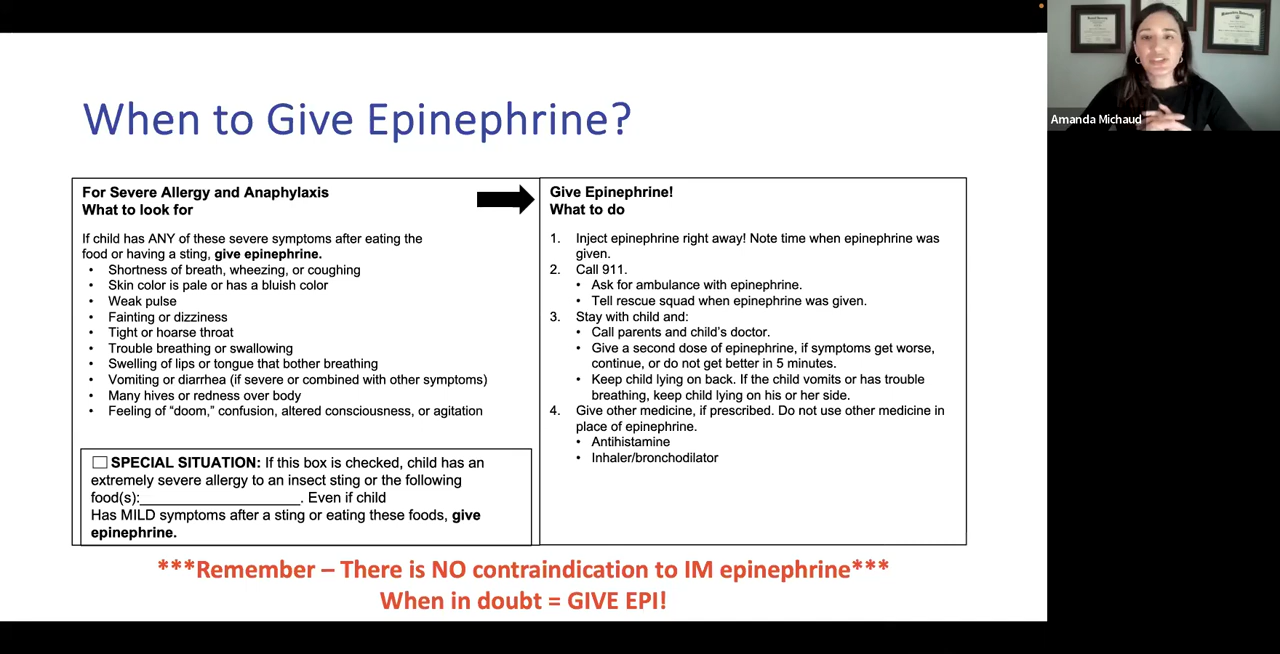 When to Give Epinephrine?
For Severe Allergy and Anaphylaxis
What to look for
If child has ANY of these severe symptoms after eating the
food or having a sting, give epinephrine.
• Shortness of breath, wheezing, or coughing
• Skin color is pale or has a bluish color
• Weak pulse
• Fainting or dizziness
• Tight or hoarse throat
• Trouble breathing or swallowing
• Swelling of lips or tongue that bother breathing
• Vomiting or diarrhea (if severe or combined with other symptoms)
• Many hives or redness over body
• Feeling of “doom,” confusion, altered consciousness, or agitation
SPECIAL SITUATION: If this box is checked, child has an
extremely severe allergy to an insect sting or the following
food(s):____________________. Even if child
Has MILD symptoms after a sting or eating these foods, give
epinephrine.
Give Epinephrine!
What to do
1. Inject epinephrine right away! Note time when epinephrine was
given.
2. Call 911.
• Ask for ambulance with epinephrine.
• Tell rescue squad when epinephrine was given.
3. Stay with child and:
• Call parents and child’s doctor.
• Give a second dose of epinephrine, if symptoms get worse,
continue, or do not get better in 5 minutes.
• Keep child lying on back. If the child vomits or has trouble
breathing, keep child lying on his or her side.
4. Give other medicine, if prescribed. Do not use other medicine in
place of epinephrine.
• Antihistamine
• Inhaler/bronchodilator
***Remember – There is NO contraindication to IM epinephrine***
When in doubt = GIVE EPI!
Amanda Michaud